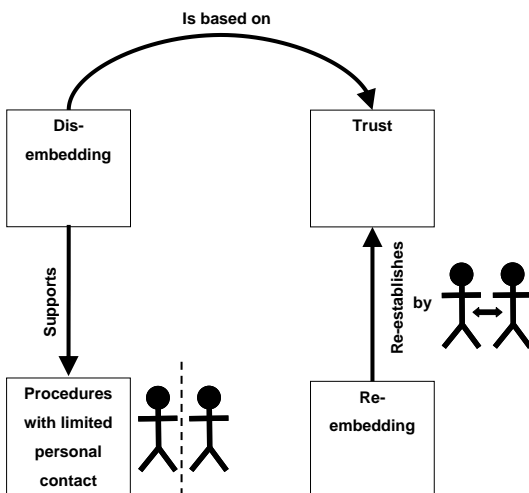 Is based on
Dis-
embedding
Trust
Supports
Re-establishes
by
Procedures
with limited
personal
contact
Re-
embedding